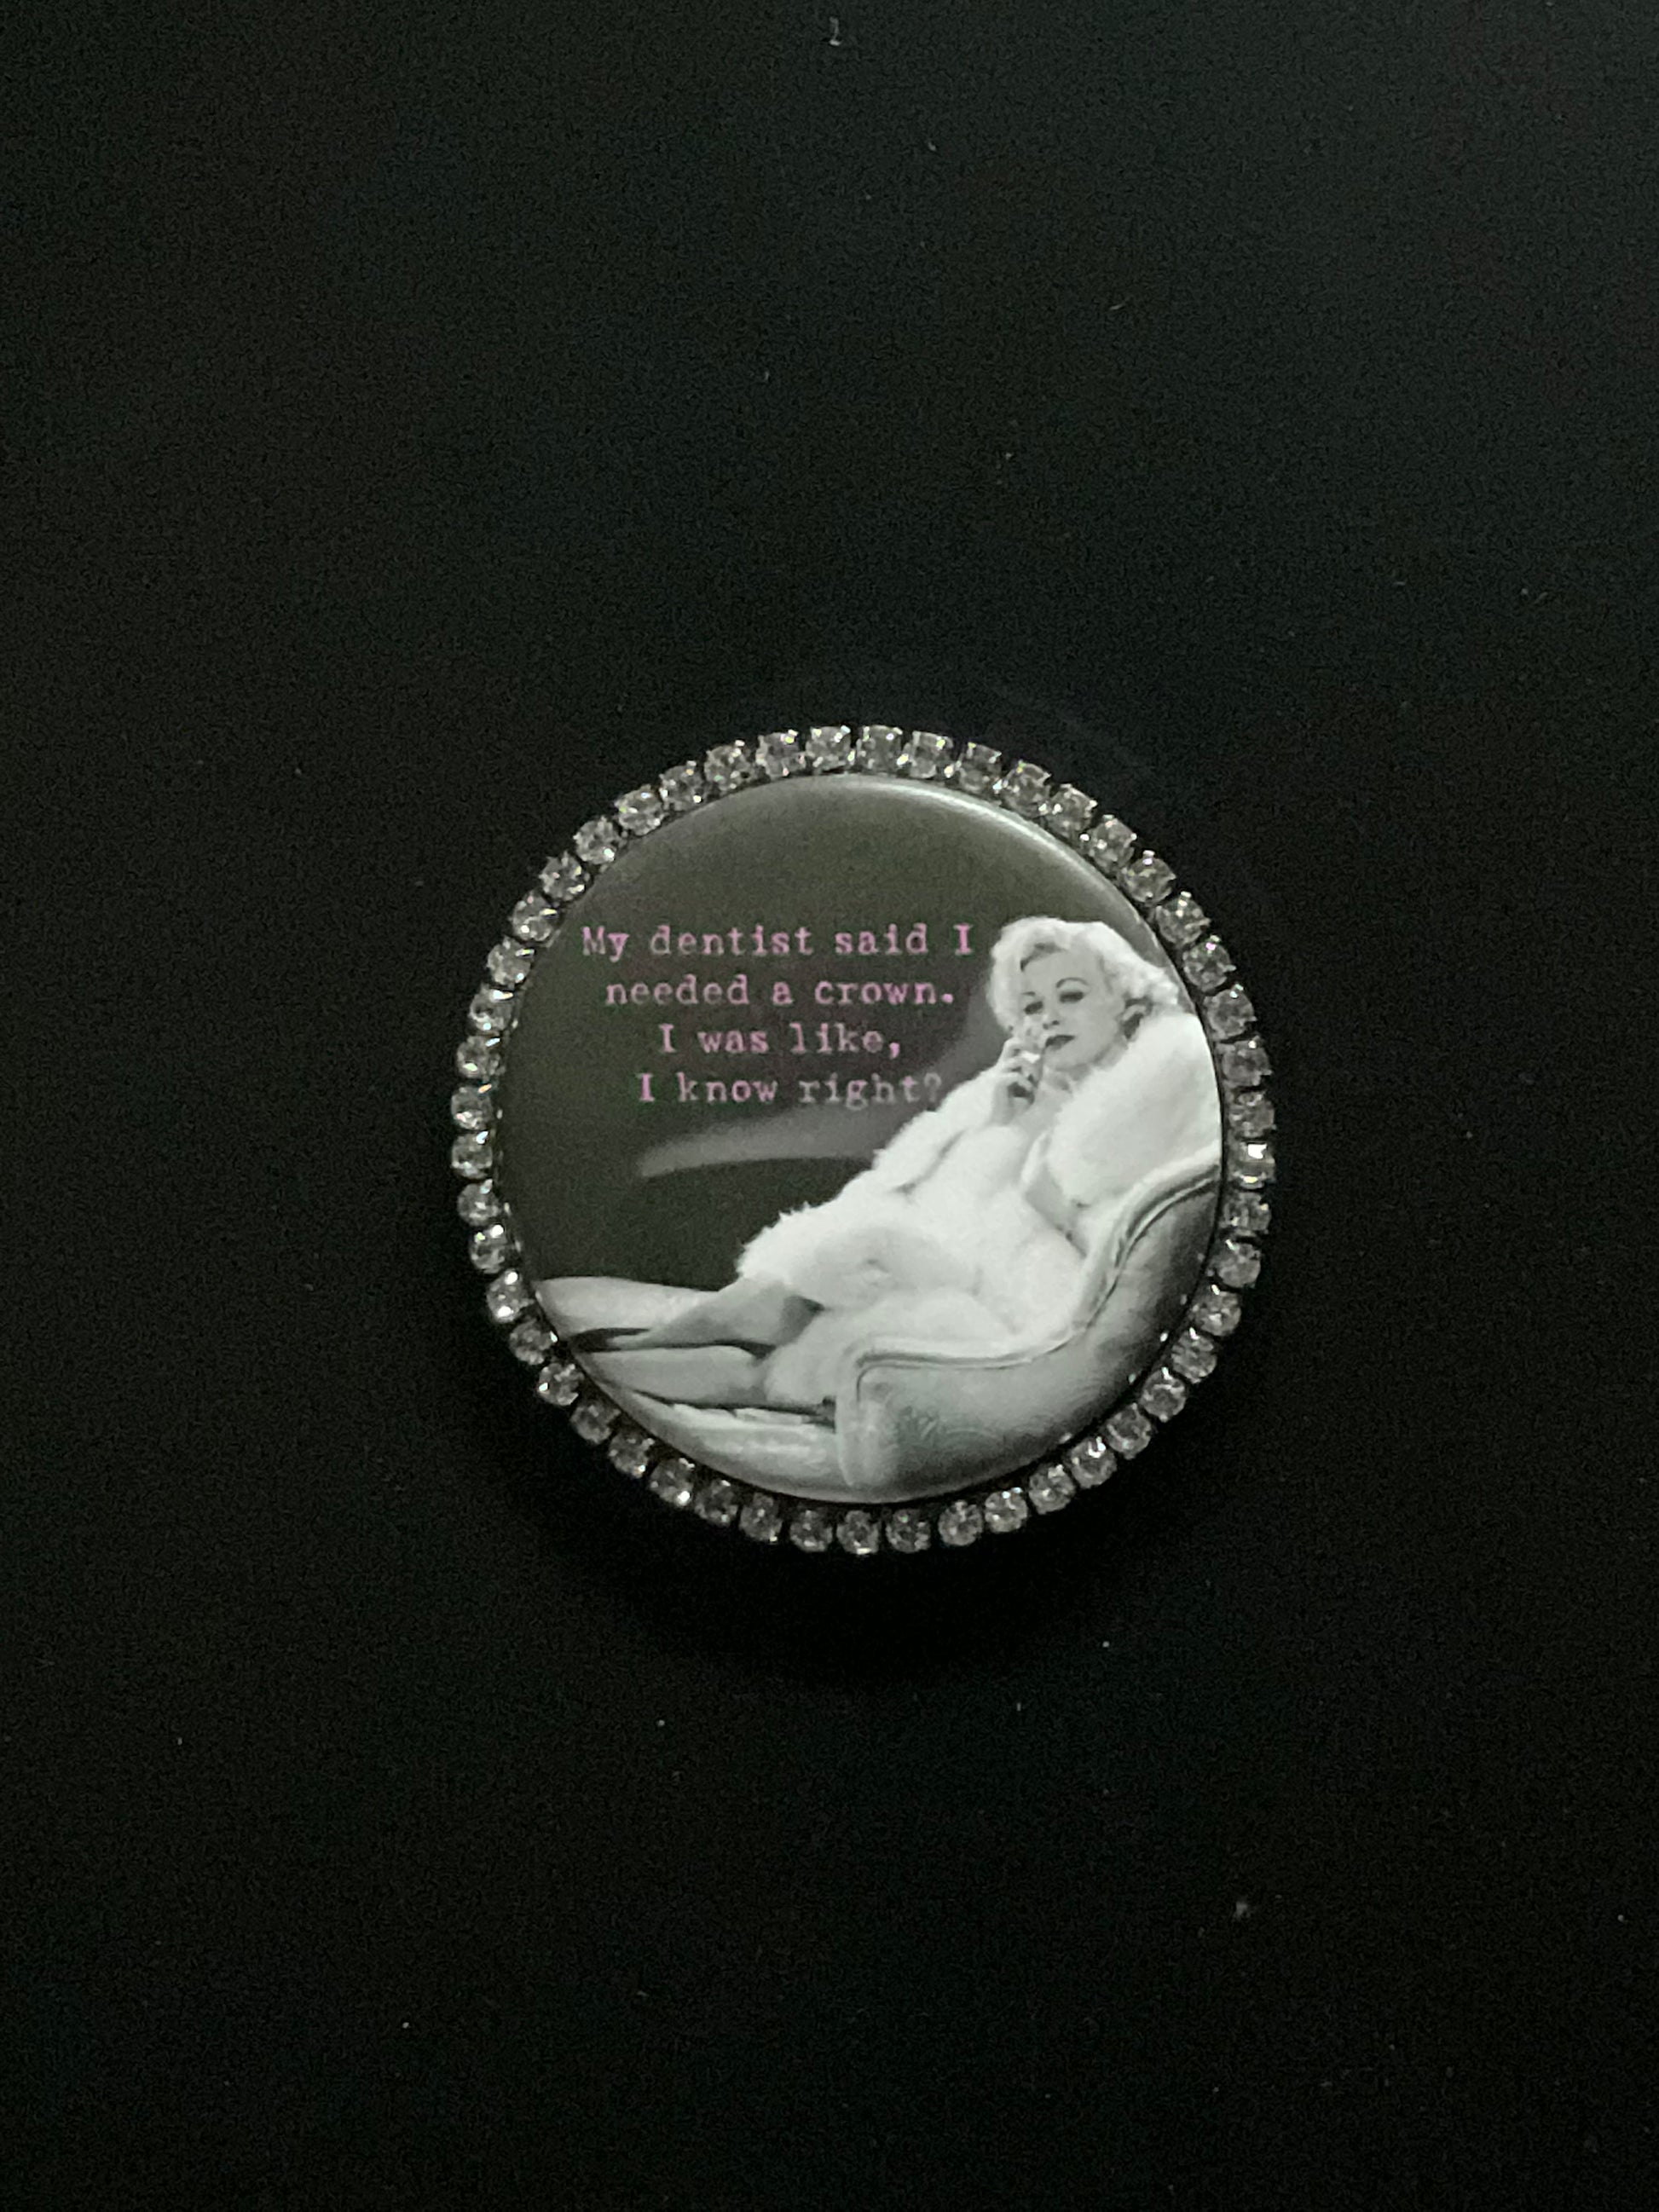 My dentist said I
needed a crown.
I was like,
I know right?